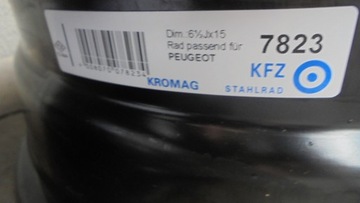 Dim. 6½Jx15
Rad passend für
PEUGEOT
7823
KFZ
STAHLRAD
KROMAG